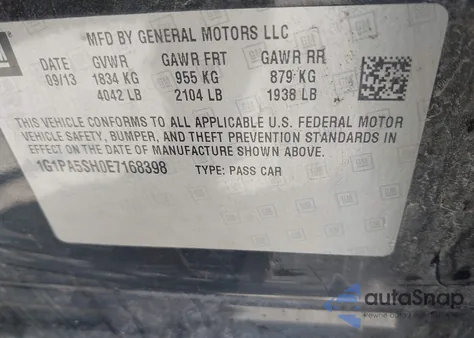 GM
MFD BY GENERAL MOTORS LLC
DATE GVWR GAWR FRT GAWR RR
09/13 1834 KG 955 KG 879 KG
4042 LB 2104 LB 1938 LB
THIS VEHICLE CONFORMS TO ALL APPLICABLE U.S. FEDERAL MOTOR
VEHICLE SAFETY, BUMPER, AND THEFT PREVENTION STANDARDS IN
EFFECT ON THE DATE OF MANUFACTURE SHOWN ABOVE.
1G1PA5SH0E7168398 TYPE: PASS CAR
autoSnap